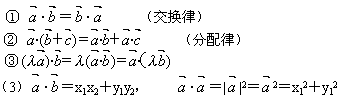 ① a⃗·b⃗＝b⃗·a⃗ （交换律）
② a⃗·(b⃗+c⃗)＝a⃗·b⃗+a⃗·c⃗ （分配律）
③(λa⃗)·b⃗＝λ(a⃗·b⃗)＝a⃗·(λb⃗)
(3) a⃗·b⃗＝x₁x₂＋y₁y₂， a⃗·a⃗＝|a⃗|²＝a⃗²＝x₁²＋y₁²